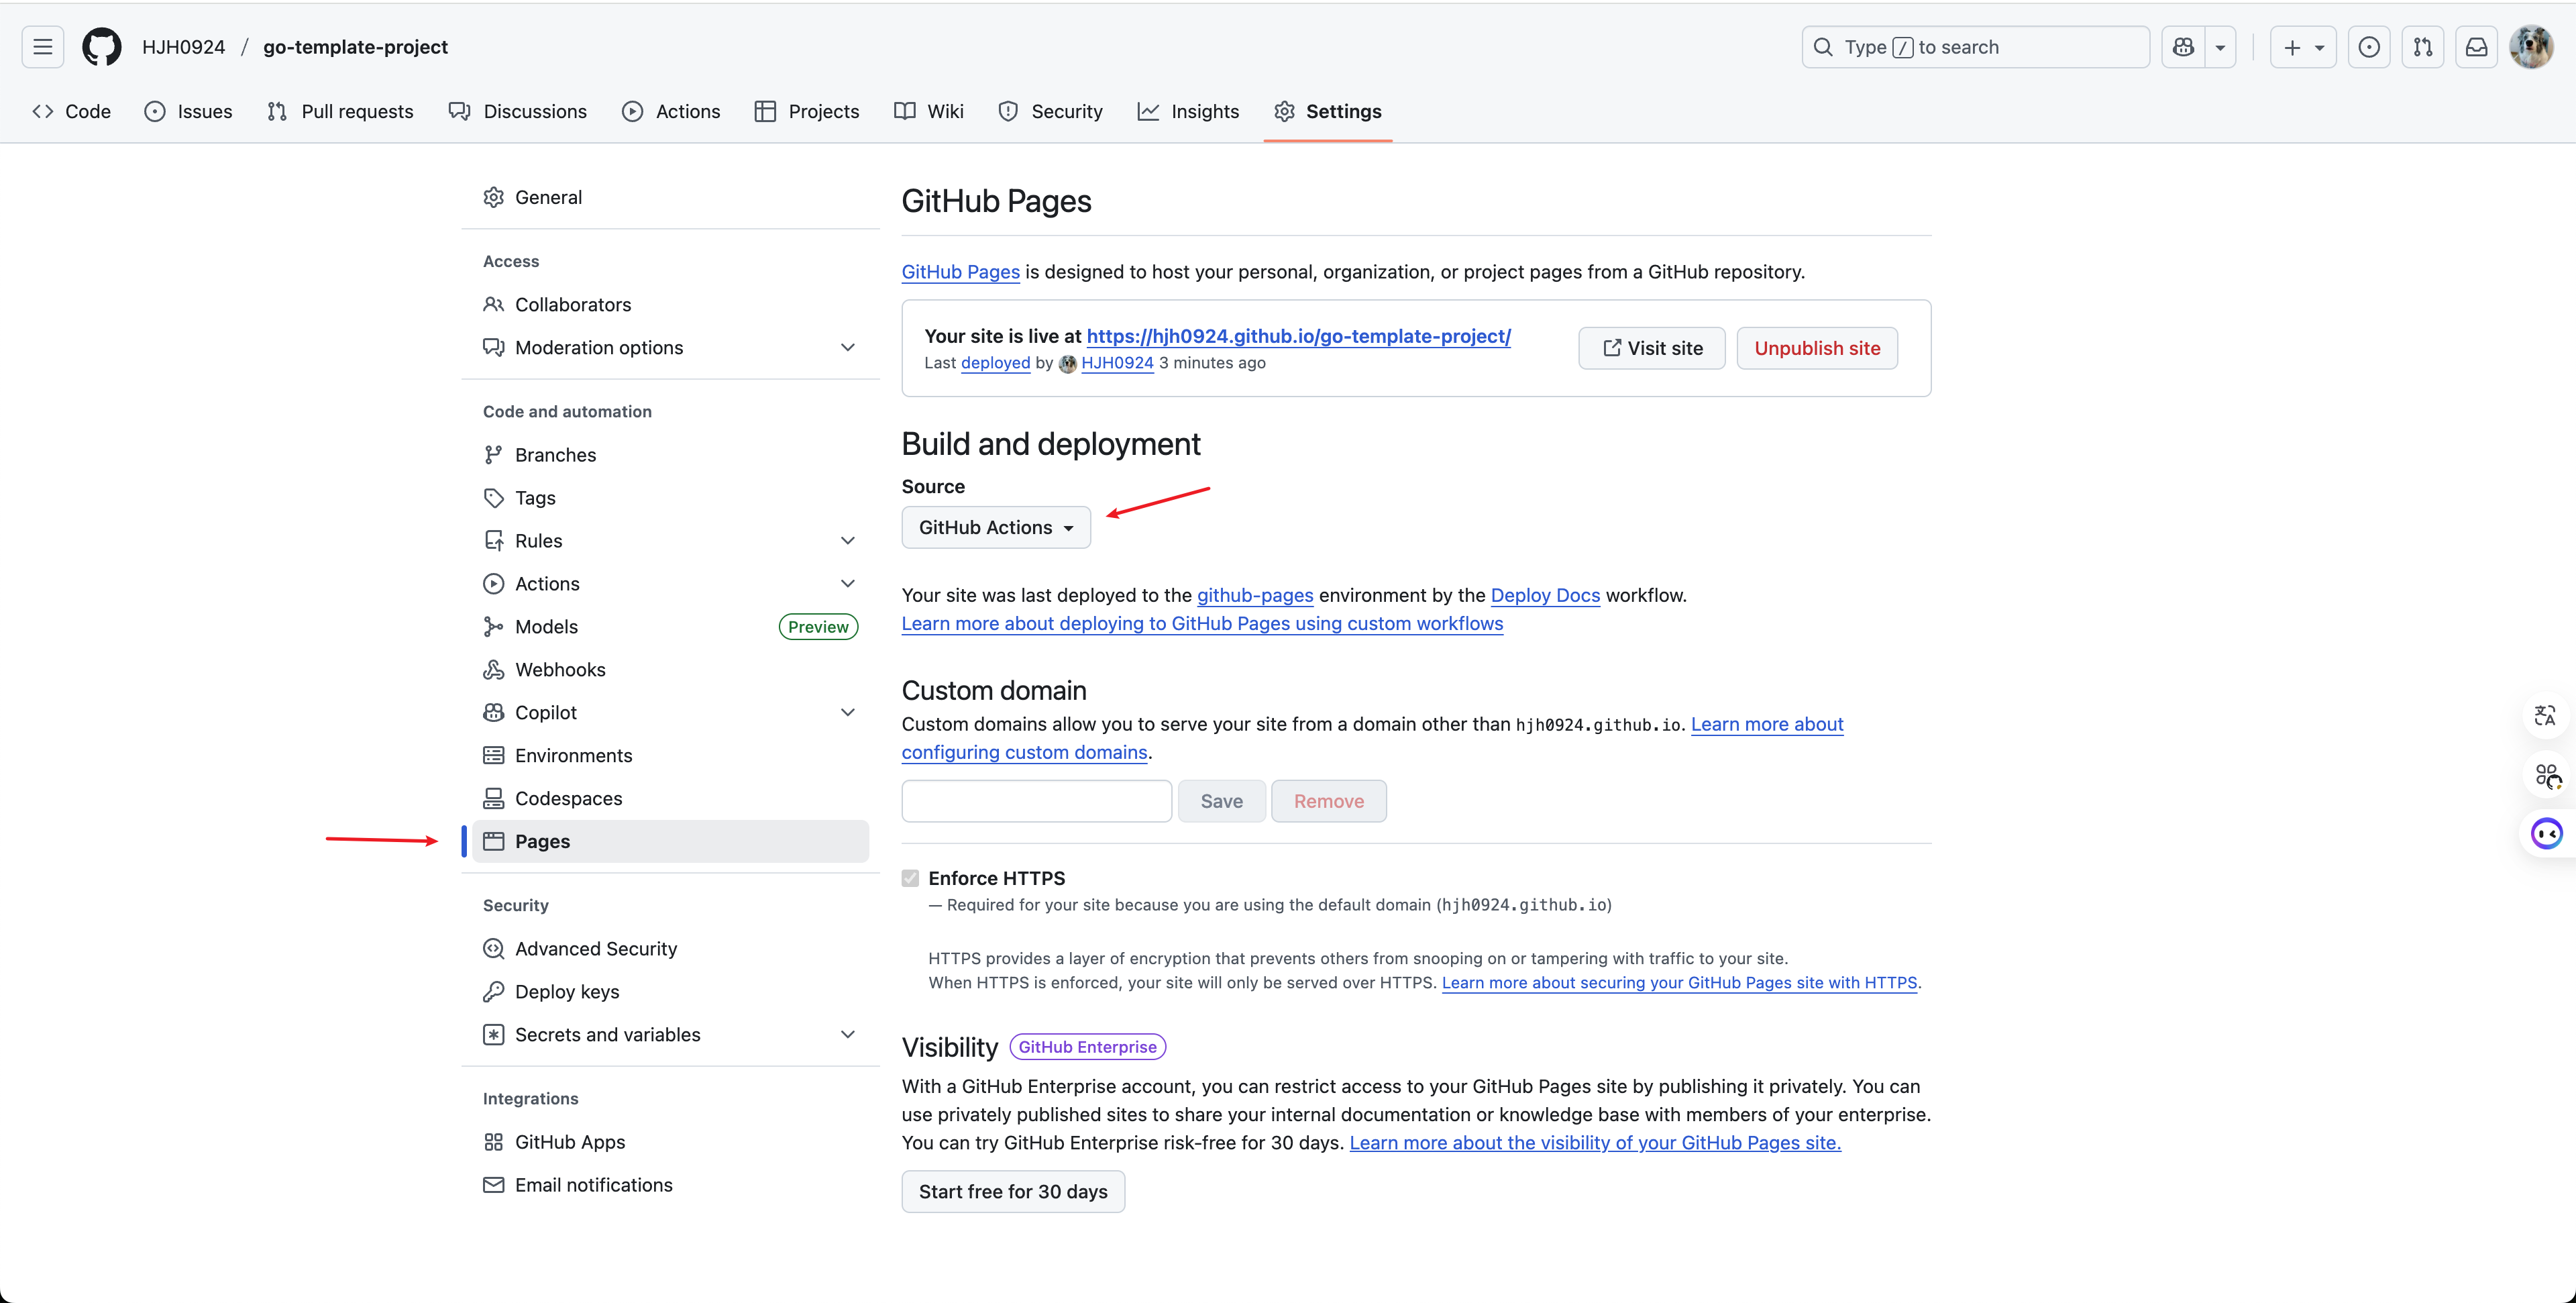 HJH0924 / go-template-project
Type / to search
Code
Issues
Pull requests
Discussions
Actions
Projects
Wiki
Security
Insights
Settings
General
Access
Collaborators
Moderation options
Code and automation
Branches
Tags
Rules
Actions
Models
Preview
Webhooks
Copilot
Environments
Codespaces
Pages
Security
Advanced Security
Deploy keys
Secrets and variables
Integrations
GitHub Apps
Email notifications
GitHub Pages
GitHub Pages is designed to host your personal, organization, or project pages from a GitHub repository.
Your site is live at https://hjh0924.github.io/go-template-project/
Last deployed by HJH0924 3 minutes ago
Visit site
Unpublish site
Build and deployment
Source
GitHub Actions
Your site was last deployed to the github-pages environment by the Deploy Docs workflow.
Learn more about deploying to GitHub Pages using custom workflows
Custom domain
Custom domains allow you to serve your site from a domain other than hjh0924.github.io. Learn more about
configuring custom domains.
Save
Remove
Enforce HTTPS
— Required for your site because you are using the default domain (hjh0924.github.io)
HTTPS provides a layer of encryption that prevents others from snooping on or tampering with traffic to your site.
When HTTPS is enforced, your site will only be served over HTTPS. Learn more about securing your GitHub Pages site with HTTPS.
Visibility
GitHub Enterprise
With a GitHub Enterprise account, you can restrict access to your GitHub Pages site by publishing it privately. You can
use privately published sites to share your internal documentation or knowledge base with members of your enterprise.
You can try GitHub Enterprise risk-free for 30 days. Learn more about the visibility of your GitHub Pages site.
Start free for 30 days